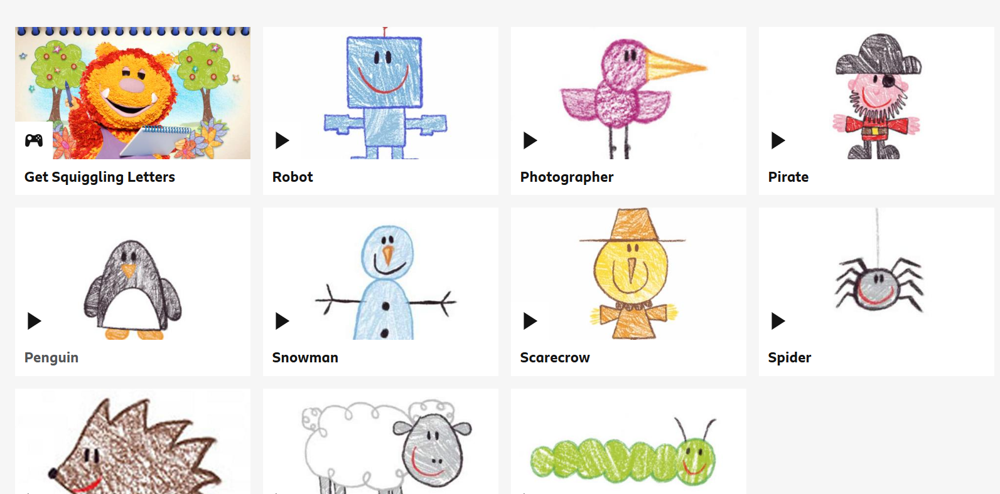 Get Squiggling Letters
Robot
Photographer
Pirate
Penguin
Snowman
Scarecrow
Spider